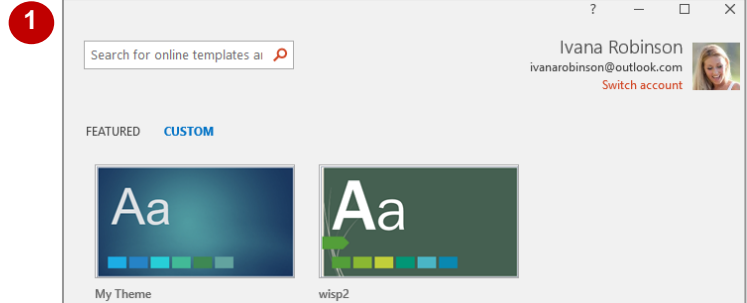 1
?
Search for online templates ar
Ivana Robinson
ivanarobinson@outlook.com
Switch account
FEATURED CUSTOM
Aa Aa
My Theme wisp2